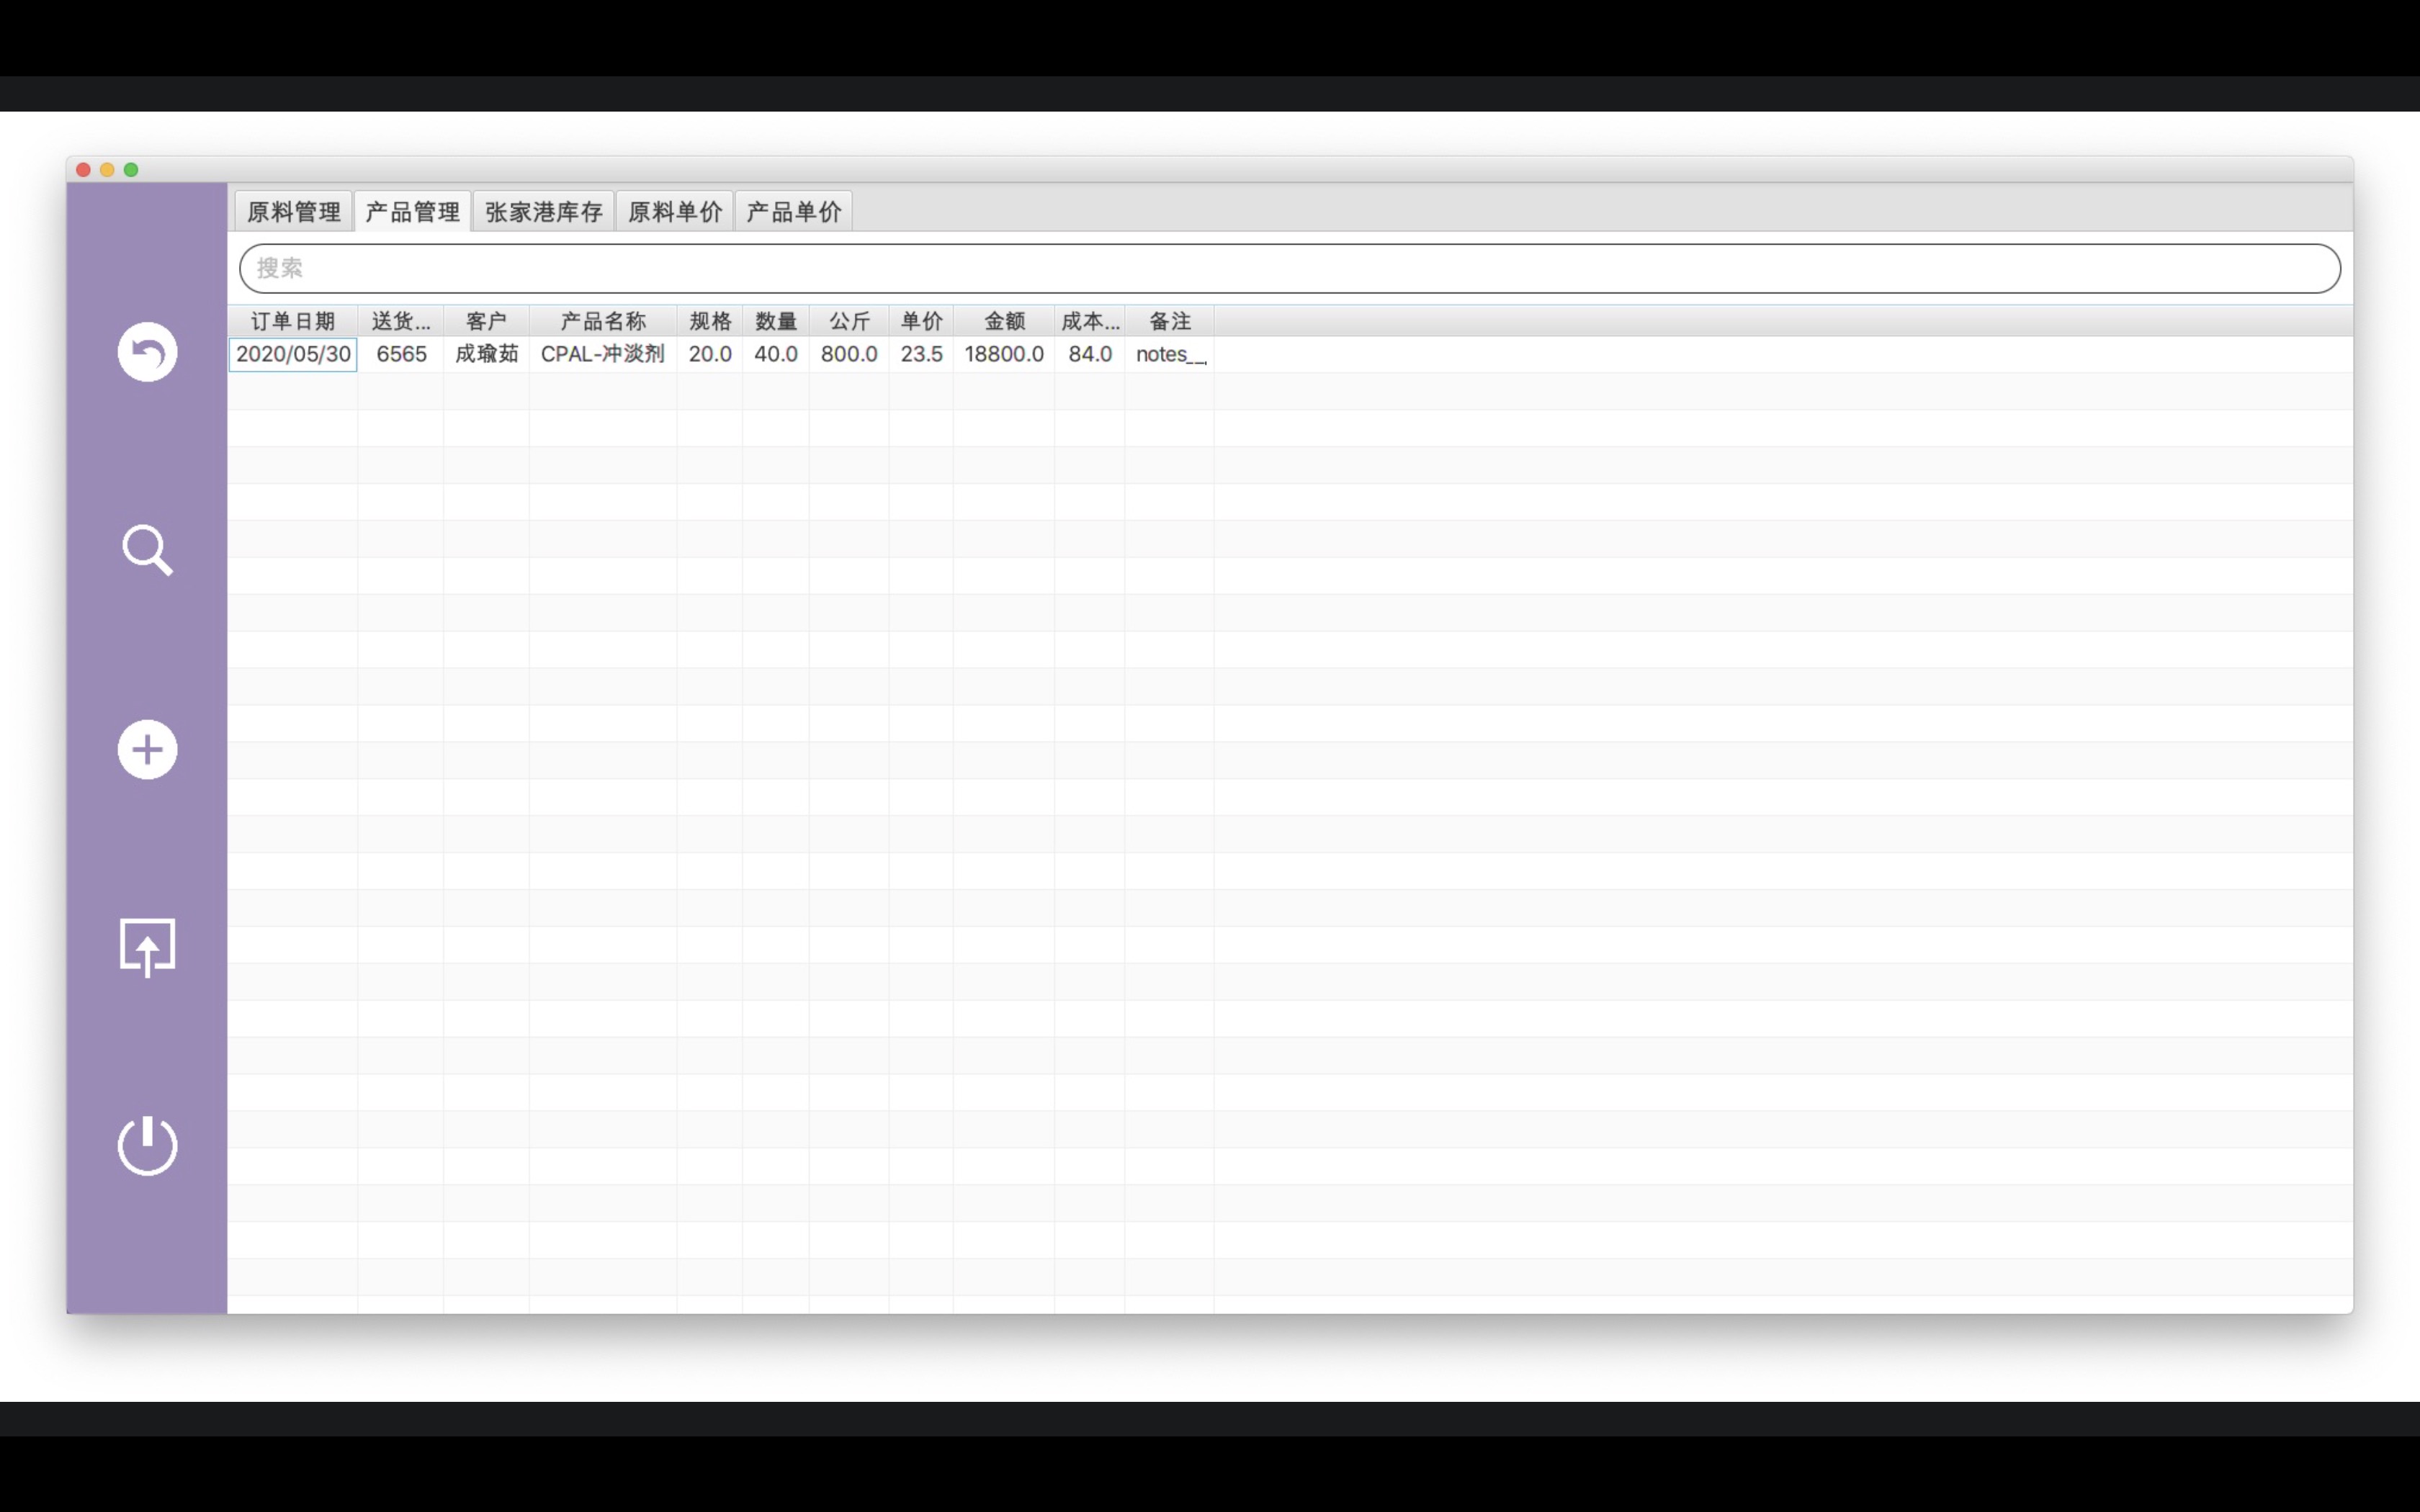 原料管理 产品管理 张家港库存 原料单价 产品单价
搜索
订单日期 送货... 客户 产品名称 规格 数量 公斤 单价 金额 成本... 备注
2020/05/30 6565 成瑜茹 CPAL-冲淡剂 20.0 40.0 800.0 23.5 18800.0 84.0 notes__